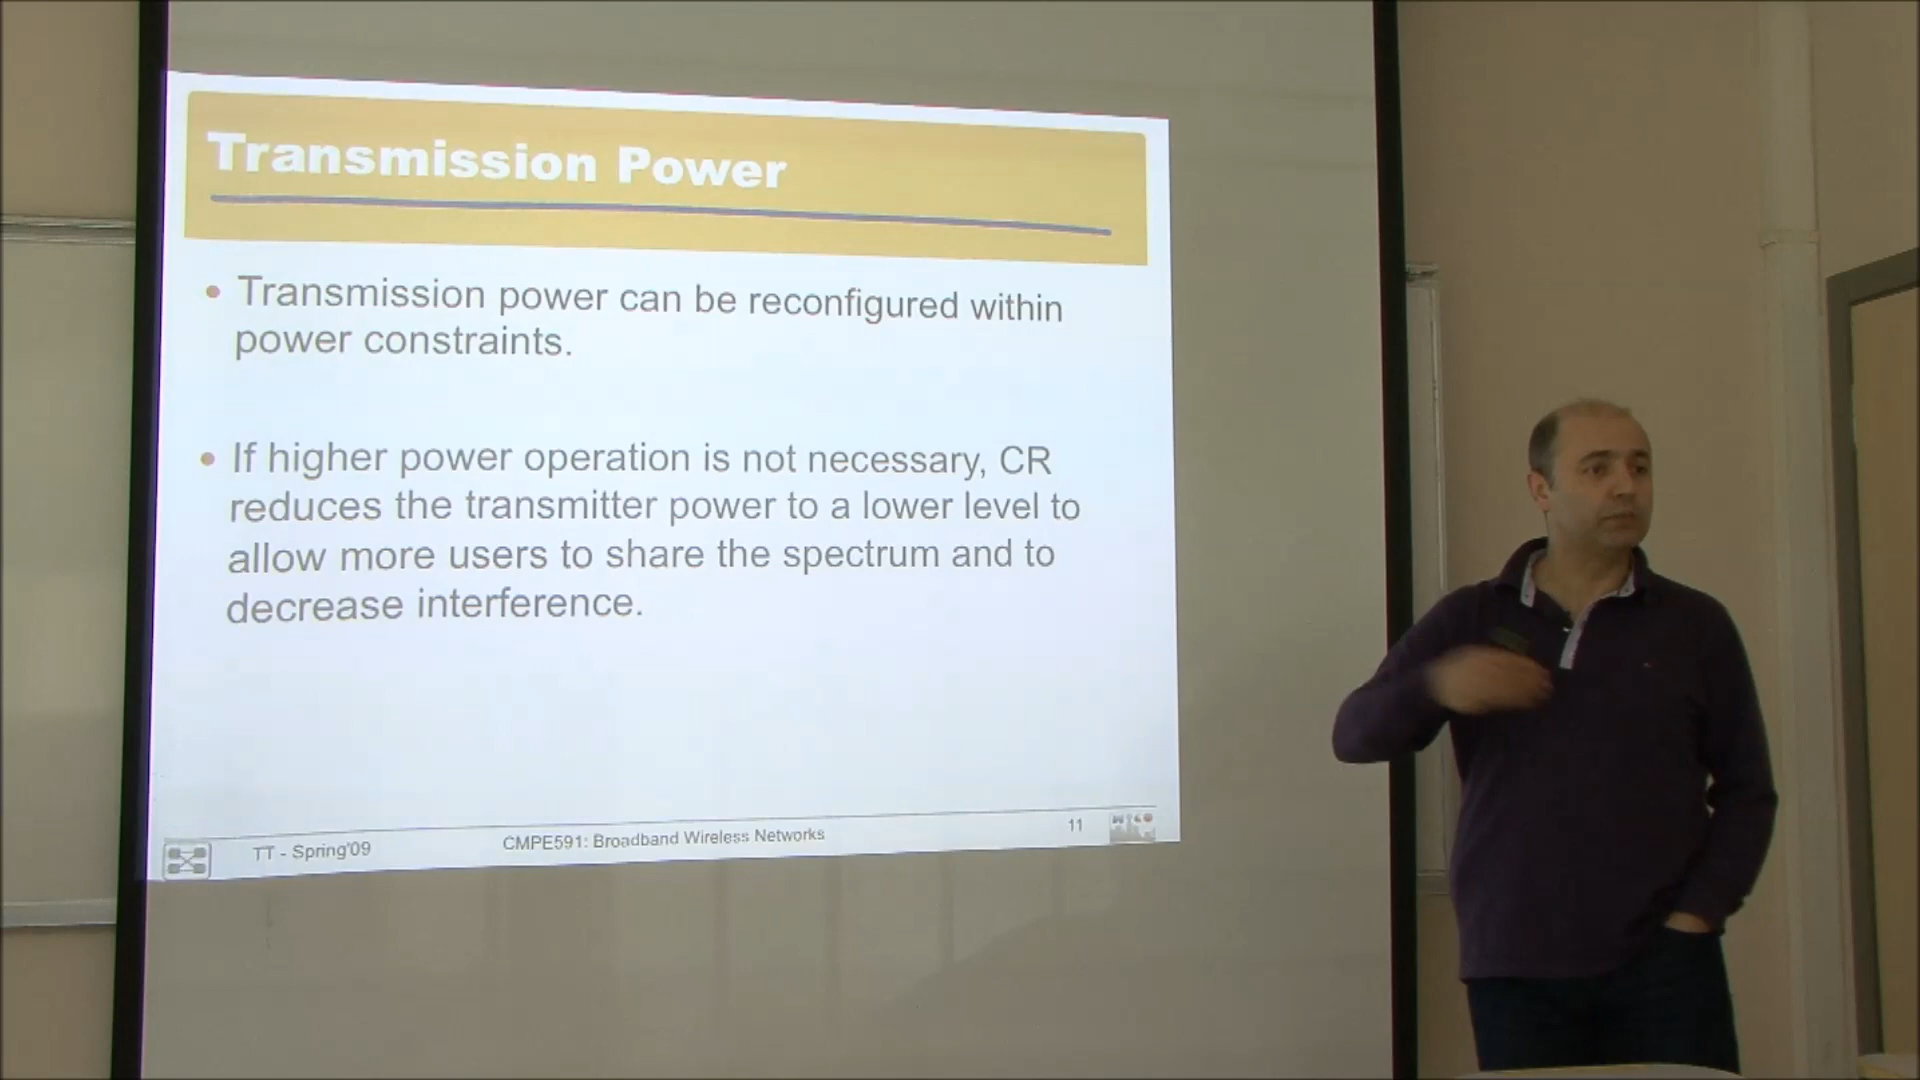 Transmission Power
• Transmission power can be reconfigured within
power constraints.
• If higher power operation is not necessary, CR
reduces the transmitter power to a lower level to
allow more users to share the spectrum and to
decrease interference.
TT - Spring'09
CMPE591: Broadband Wireless Networks
11